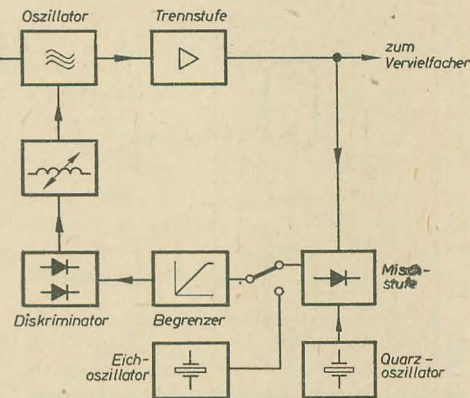 Oszillator
Trennstufe
zum
Vervielfacher
Misch-
stufe
Diskriminator
Begrenzer
Eich-
oszillator
Quarz-
oszillator